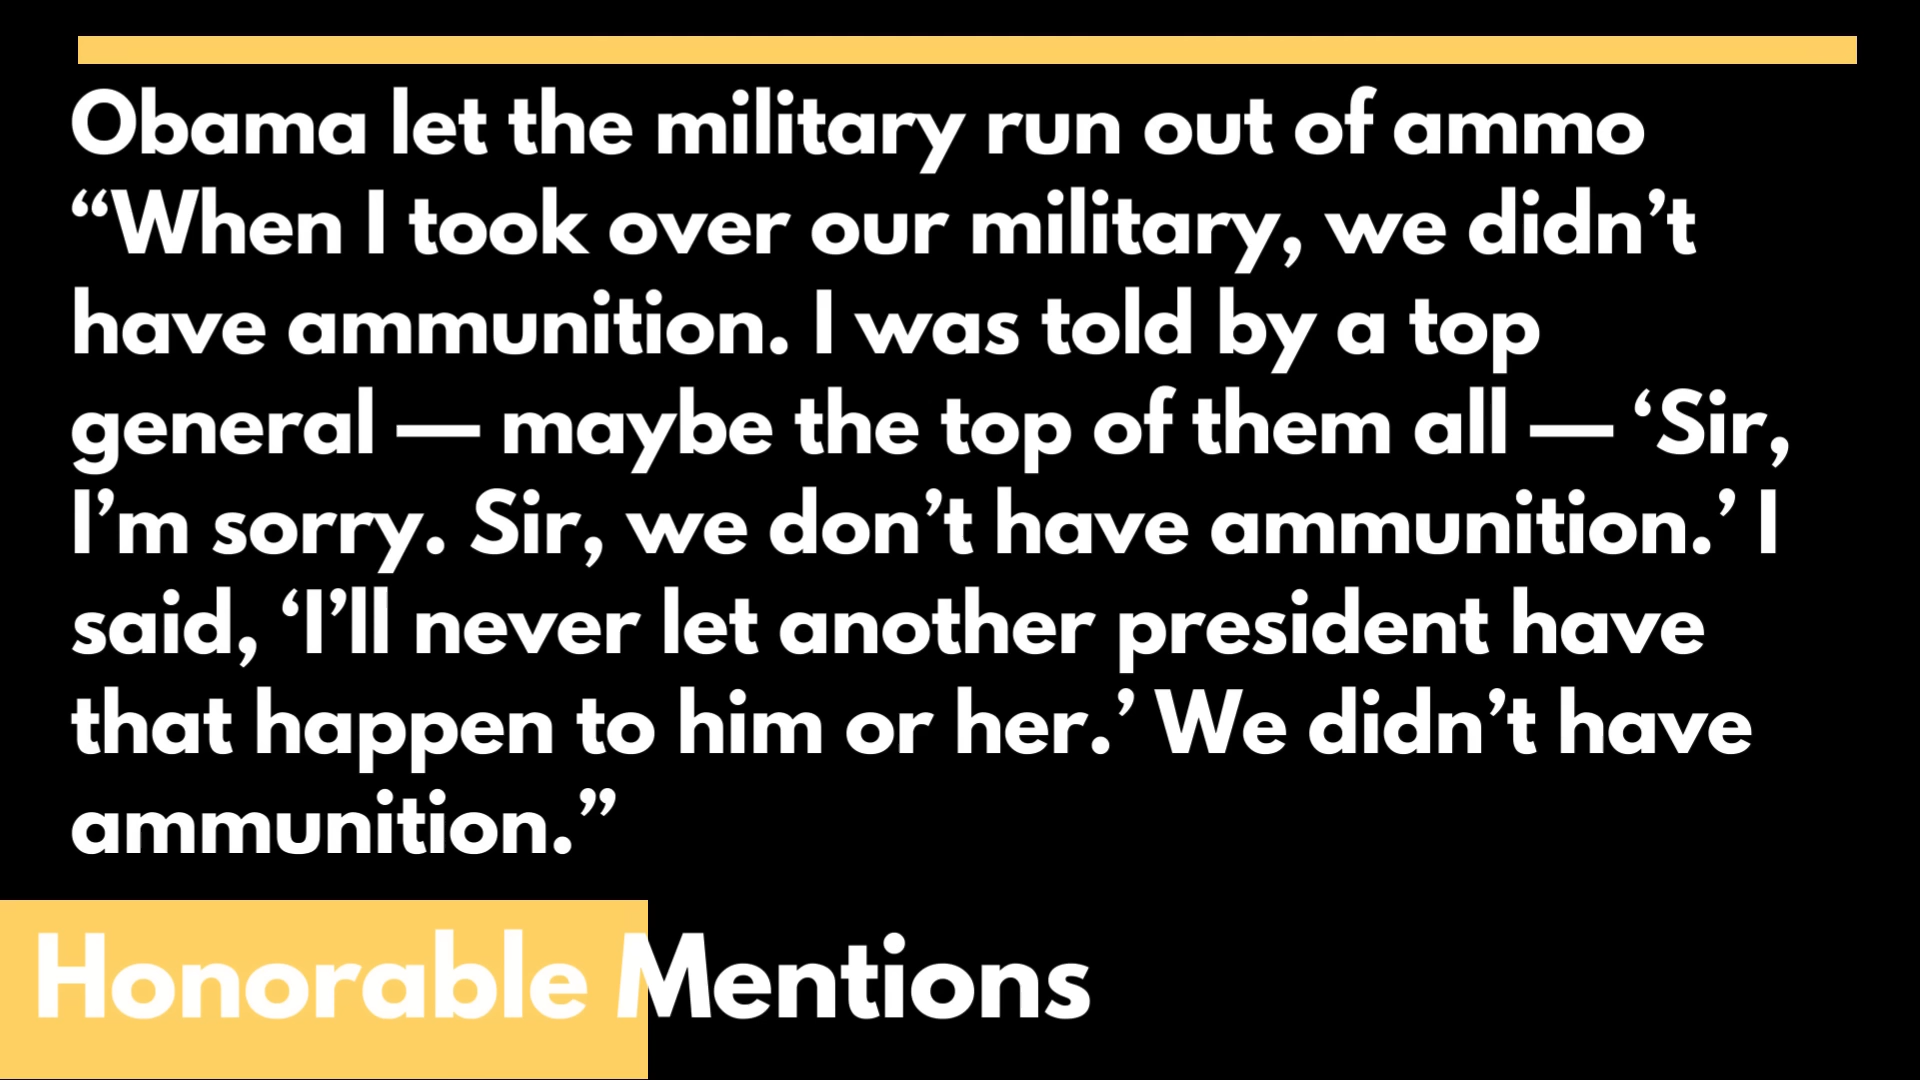 Obama let the military run out of ammo
“When I took over our military, we didn’t
have ammunition. I was told by a top
general — maybe the top of them all — ‘Sir,
I’m sorry. Sir, we don’t have ammunition.’ I
said, ‘I’ll never let another president have
that happen to him or her.’ We didn’t have
ammunition.”
Honorable Mentions